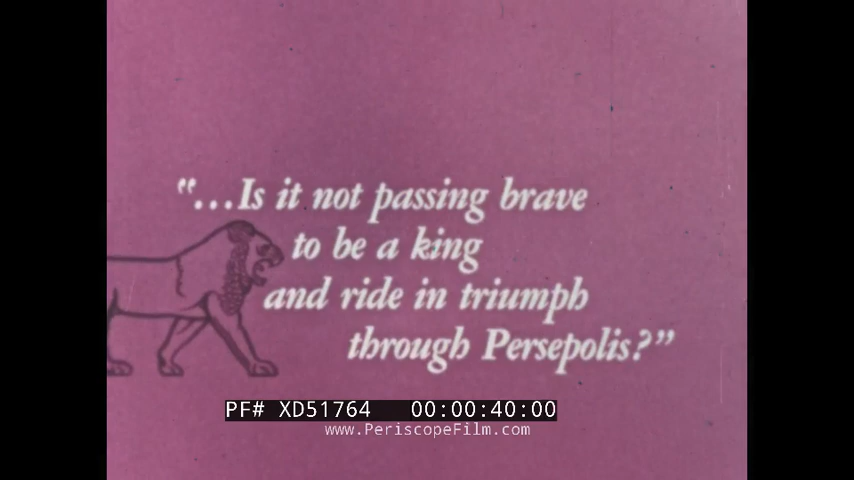 “...Is it not passing brave
to be a king
and ride in triumph
through Persepolis?”
PF# XD51764 00:00:40:00
www.PeriscopeFilm.com